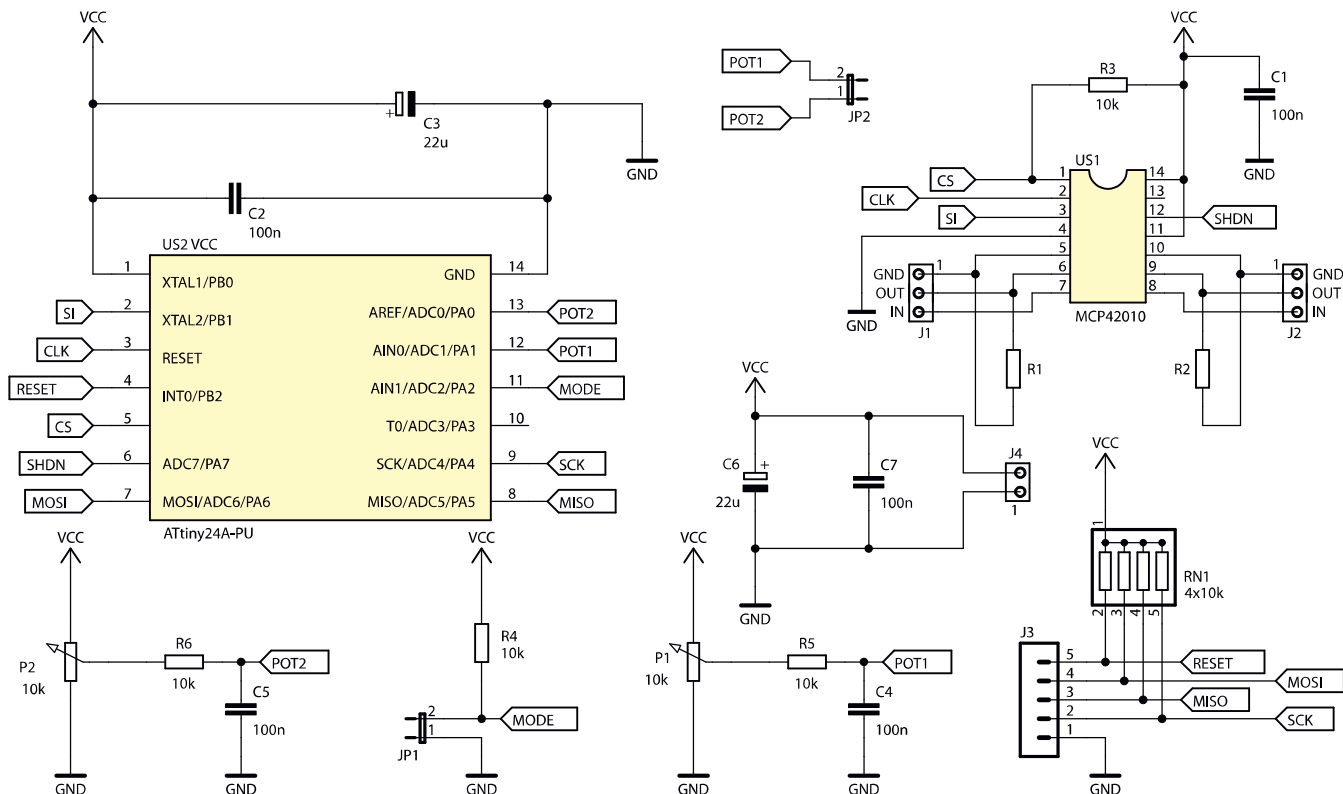 VCC
C3
22u
+
GND
C2
100n
US2 VCC
1
XTAL1/PB0
GND
14
SI
2
XTAL2/PB1
AREF/ADC0/PA0
13
POT2
CLK
3
RESET
AIN0/ADC1/PA1
12
POT1
RESET
4
INT0/PB2
AIN1/ADC2/PA2
11
MODE
CS
5
T0/ADC3/PA3
10
SHDN
6
ADC7/PA7
SCK/ADC4/PA4
9
SCK
MOSI
7
MOSI/ADC6/PA6
MISO/ADC5/PA5
8
MISO
ATtiny24A-PU
POT1
2
1
POT2
JP2
VCC
R3
10k
C1
100n
GND
US1
CS
1
14
CLK
2
13
SI
3
12
SHDN
4
11
5
10
GND
1
6
9
1
GND
OUT
7
8
OUT
IN
IN
GND
J1
MCP42010
J2
R1
R2
VCC
C6
+
22u
C7
100n
J4
1
GND
VCC
P2
10k
R6
10k
POT2
C5
100n
GND
GND
VCC
R4
10k
2
MODE
1
JP1
GND
VCC
P1
10k
R5
10k
POT1
C4
100n
GND
GND
VCC
1
RN1
4x10k
2
3
4
5
J3
5
RESET
4
MOSI
3
MISO
2
SCK
1
GND